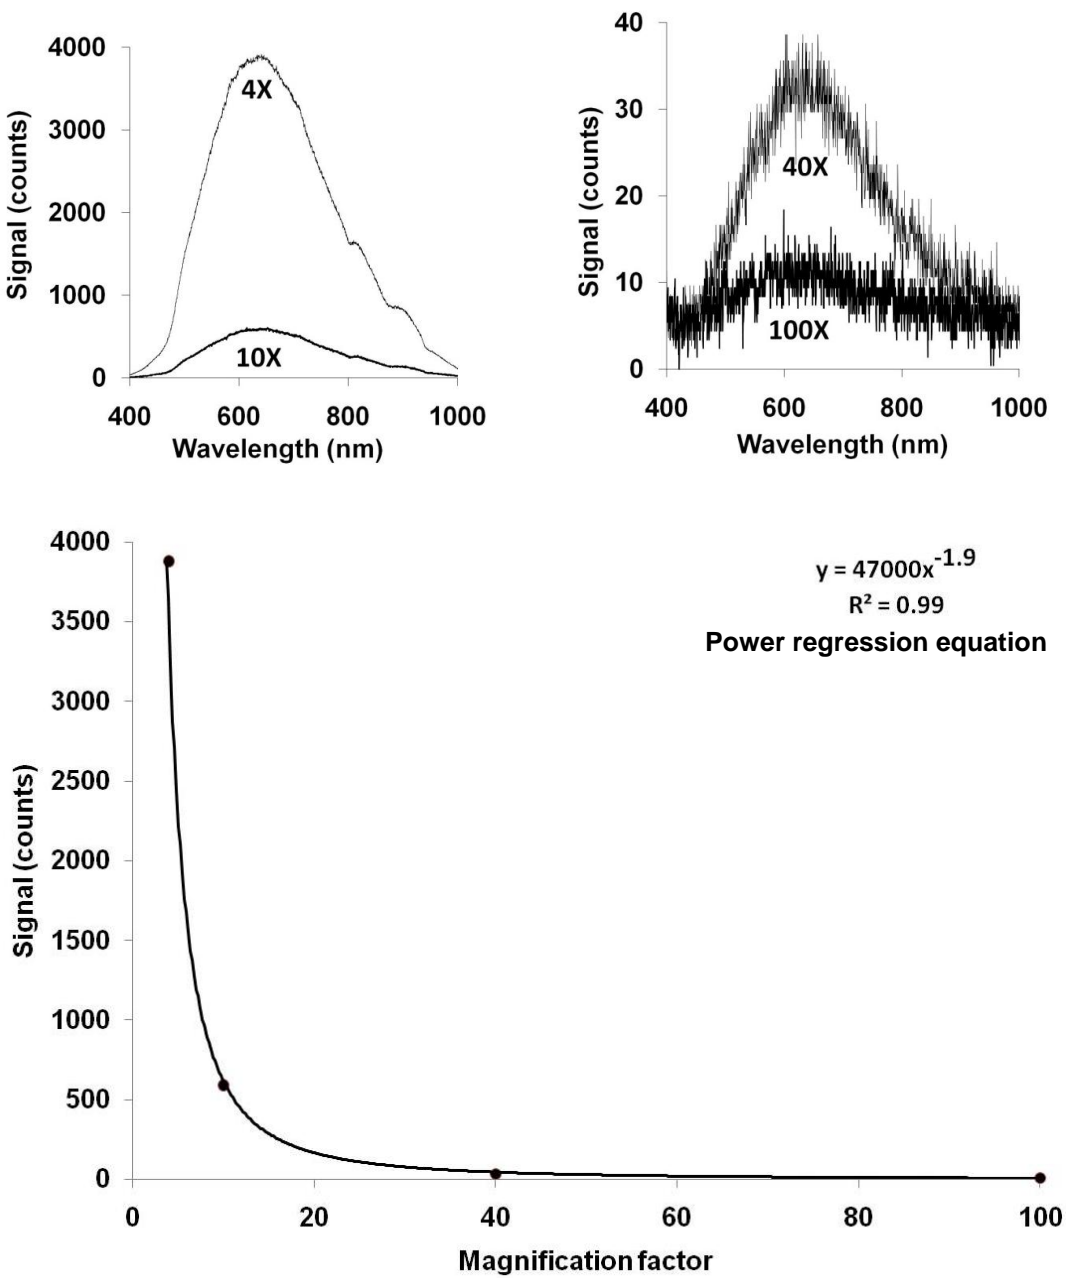 4000
3000
2000
1000
0
Signal (counts)
4X
10X
400 600 800 1000
Wavelength (nm)
40
30
20
10
0
Signal (counts)
40X
100X
400 600 800 1000
Wavelength (nm)
4000
3500
3000
2500
2000
1500
1000
500
0
Signal (counts)
y = 47000x^-1.9
R² = 0.99
Power regression equation
0 20 40 60 80 100
Magnification factor